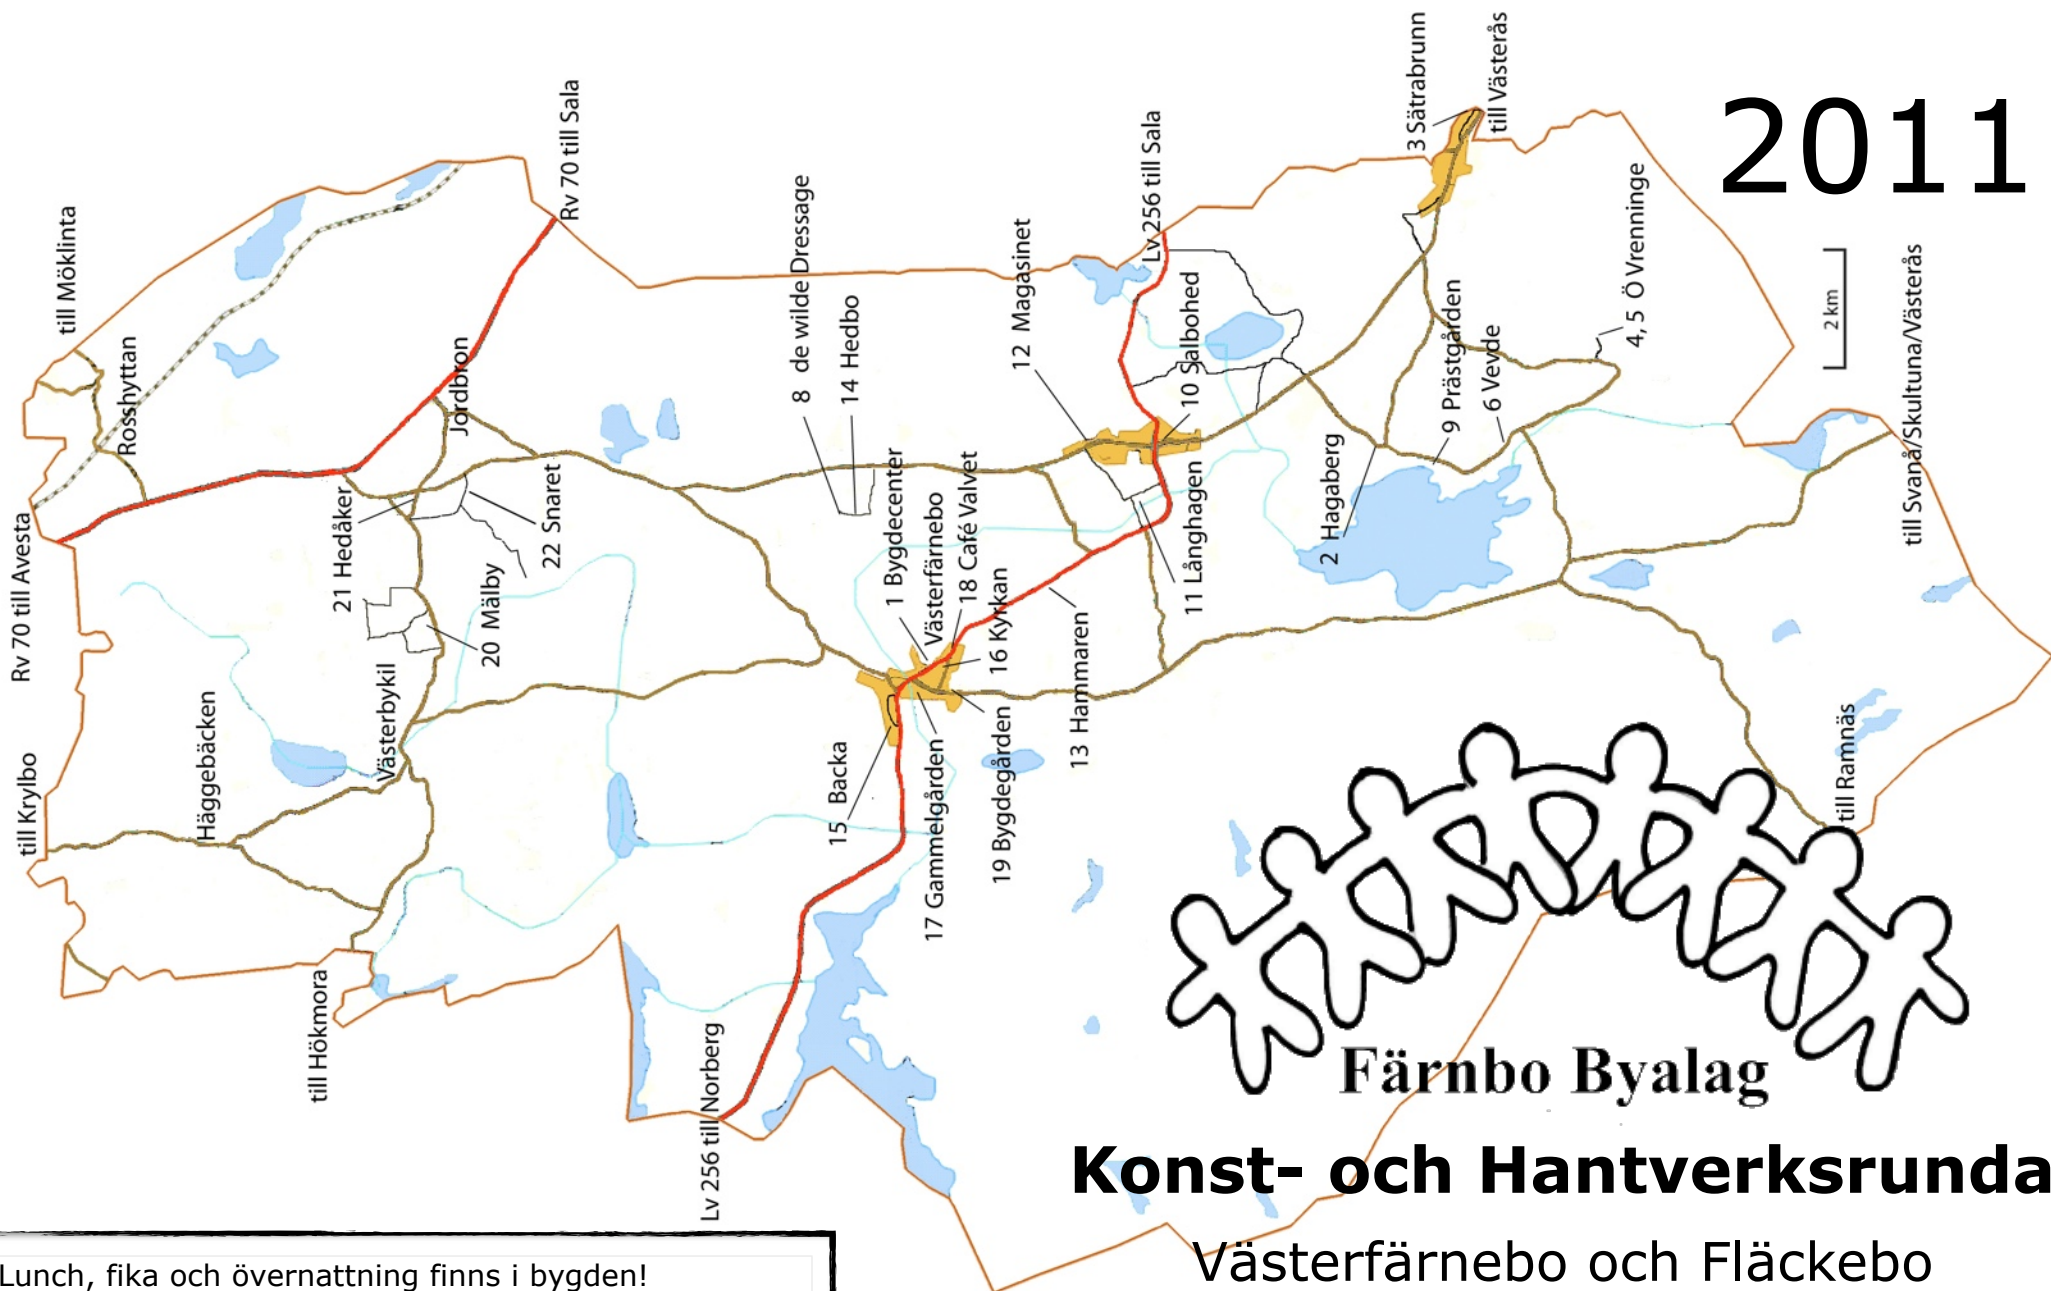 2011
till Möklinta
Rosshyttan
Rv 70 till Sala
Jordbron
Rv 70 till Avesta
21 Hedåker
22 Snaret
20 Mälby
Västerbykil
Häggebäcken
till Krylbo
till Hökmora
Lv 256 till Norberg
8 de wilde Dressage
14 Hedbo
1 Bygdecenter
Västerfärnebo
18 Café Valvet
16 Kyrkan
15 Backa
17 Gammelgården
19 Bygdegården
13 Hammaren
12 Magasinet
Lv 256 till Sala
10 Salbohed
11 Långhagen
3 Sätrabrunn
till Västerås
2 Hagaberg
9 Prästgården
6 Vevde
4,5 Ö Vrenninge
2 km
till Svanå/Skultuna/Västerås
till Ramnäs
Färnbo Byalag
Konst- och Hantverksrunda
Västerfärnebo och Fläckebo
Lunch, fika och övernattning finns i bygden!